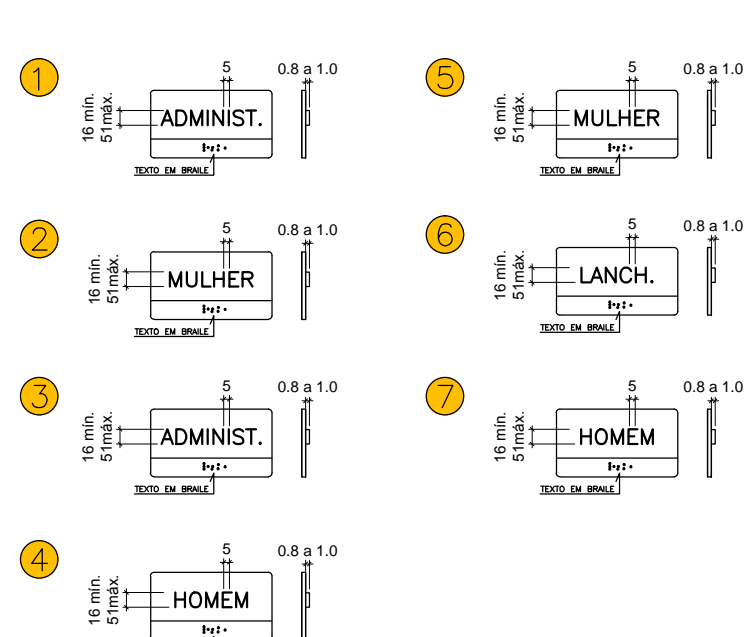 1
5
0.8 a 1.0
16 mín.
51máx.
ADMINIST.
TEXTO EM BRAILE
2
5
0.8 a 1.0
16 mín.
51máx.
MULHER
TEXTO EM BRAILE
3
5
0.8 a 1.0
16 mín.
51máx.
ADMINIST.
TEXTO EM BRAILE
4
5
0.8 a 1.0
16 mín.
51máx.
HOMEM
5
5
0.8 a 1.0
16 mín.
51máx.
MULHER
TEXTO EM BRAILE
6
5
0.8 a 1.0
16 mín.
51máx.
LANCH.
TEXTO EM BRAILE
7
5
0.8 a 1.0
16 mín.
51máx.
HOMEM
TEXTO EM BRAILE